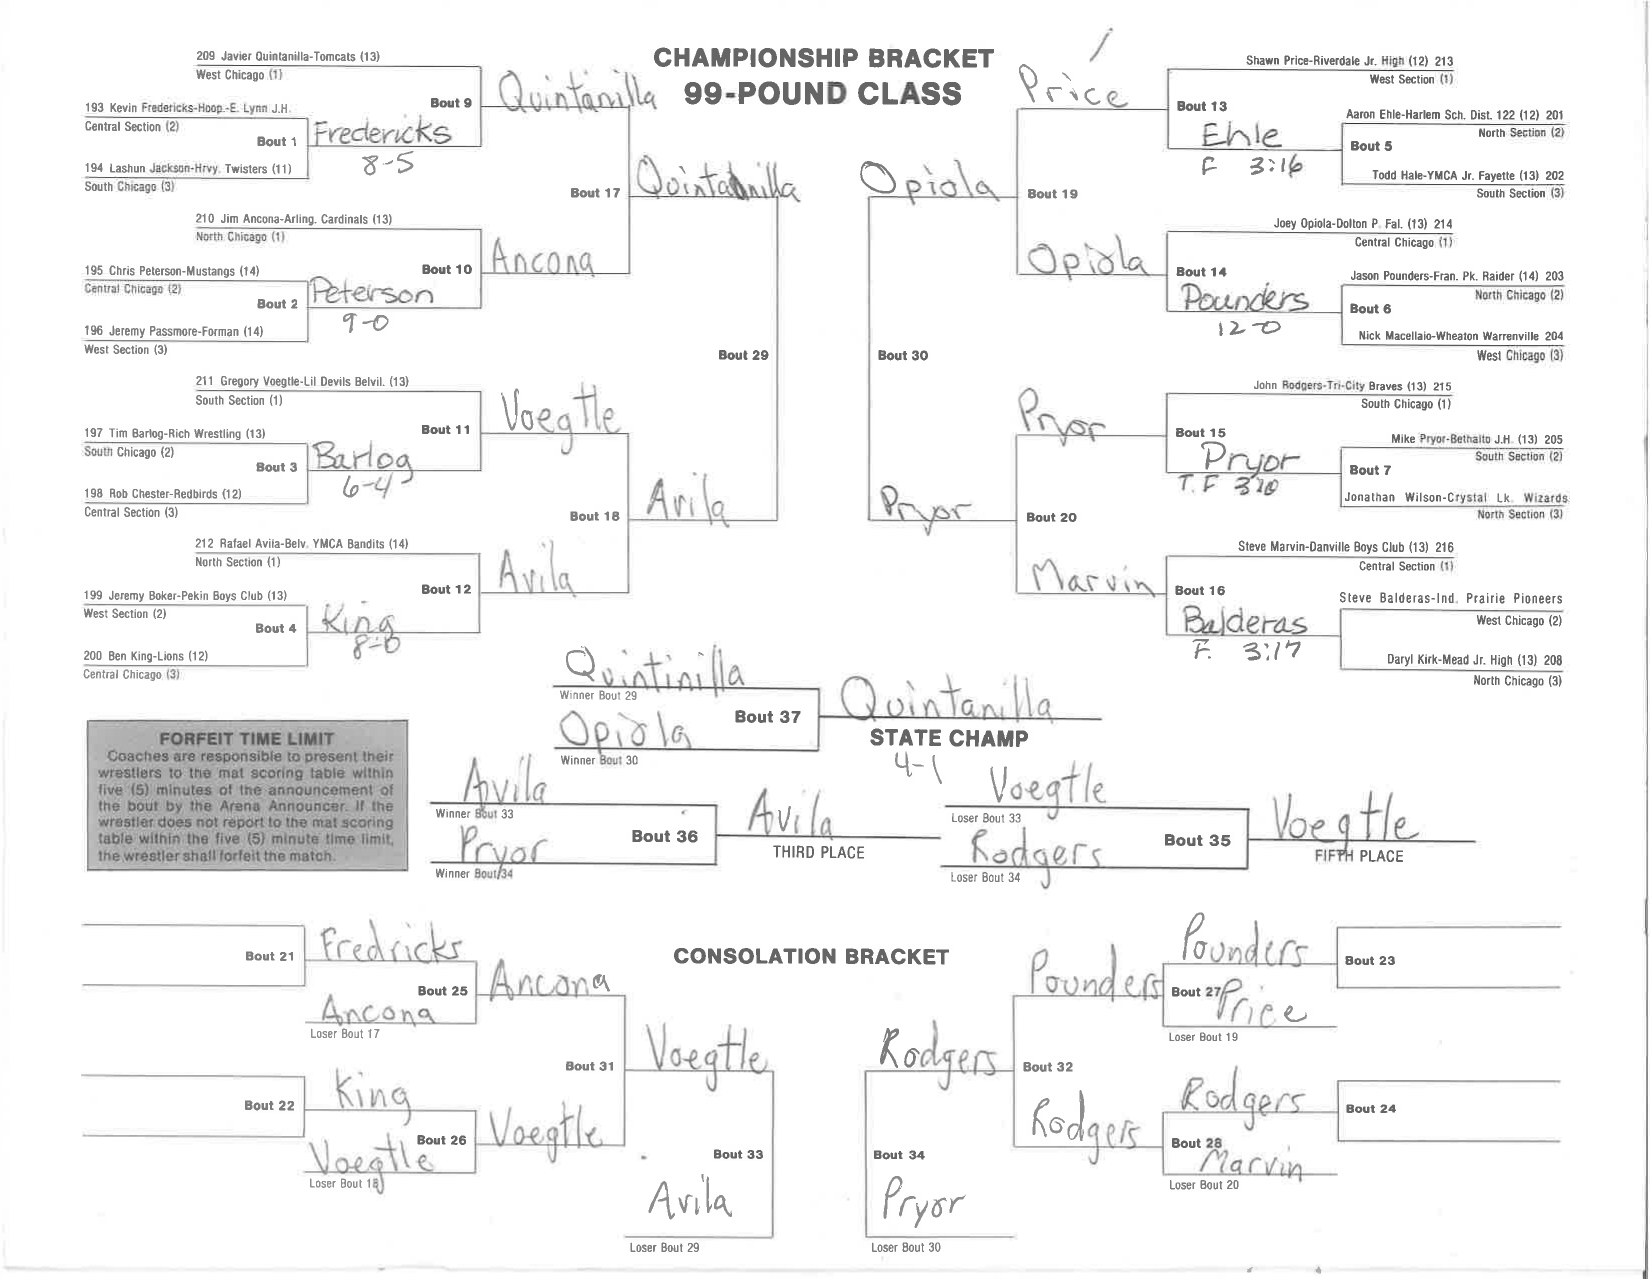 CHAMPIONSHIP BRACKET
99-POUND CLASS
209 Javier Quintanilla-Tomcats (13)
West Chicago (1)
Bout 9
Quintanilla
193 Kevin Fredericks-Hoop.-E. Lynn J.H.
Central Section (2)
Bout 1
Fredericks
8-5
194 Lashun Jackson-Hrvy. Twisters (11)
South Chicago (3)
Bout 17
Quintanilla
210 Jim Ancona-Arling. Cardinals (13)
North Chicago (1)
Bout 10
Ancona
195 Chris Peterson-Mustangs (14)
Central Chicago (2)
Bout 2
Peterson
9-0
196 Jeremy Passmore-Forman (14)
West Section (3)
Bout 29
211 Gregory Voegtle-Lil Devils Belvil. (13)
South Section (1)
Bout 11
Voegtle
197 Tim Barlog-Rich Wrestling (13)
South Chicago (2)
Bout 3
Barlog
6-4
198 Rob Chester-Redbirds (12)
Central Section (3)
Bout 18
Avila
212 Rafael Avila-Belv. YMCA Bandits (14)
North Section (1)
Bout 12
Avila
199 Jeremy Boker-Pekin Boys Club (13)
West Section (2)
Bout 4
King
8-0
200 Ben King-Lions (12)
Central Chicago (3)
Price
Shawn Price-Riverdale Jr. High (12) 213
West Section (1)
Bout 13
Ehle
F 3:16
Aaron Ehle-Harlem Sch. Dist. 122 (12) 201
North Section (2)
Bout 5
Todd Hale-YMCA Jr. Fayette (13) 202
South Section (3)
Opiola
Bout 19
Joey Opiola-Dolton P. Fal. (13) 214
Central Chicago (1)
Opiola
Bout 14
Pounders
12-0
Jason Pounders-Fran. Pk. Raider (14) 203
North Chicago (2)
Bout 6
Nick Macellaio-Wheaton Warrenville 204
West Chicago (3)
Bout 30
John Rodgers-Tri-City Braves (13) 215
South Chicago (1)
Pryor
Bout 15
Pryor
T.F 3:10
Mike Pryor-Bethalto J.H. (13) 205
South Section (2)
Bout 7
Jonathan Wilson-Crystal Lk. Wizards
North Section (3)
Pryor
Bout 20
Steve Marvin-Danville Boys Club (13) 216
Central Section (1)
Marvin
Bout 16
Balderas
F. 3:17
Steve Balderas-Ind. Prairie Pioneers
West Chicago (2)
Daryl Kirk-Mead Jr. High (13) 208
North Chicago (3)
Quintinilla
Winner Bout 29
Bout 37
Opiola
Winner Bout 30
Quintanilla
STATE CHAMP
4-1
FORFEIT TIME LIMIT
Coaches are responsible to present their
wrestlers to the mat scoring table within
five (5) minutes of the announcement of
the bout by the Arena Announcer. If the
wrestler does not report to the mat scoring
table within the five (5) minute time limit,
the wrestler shall forfeit the match.
Avila
Winner Bout 33
Bout 36
Pryor
Winner Bout 34
Avila
THIRD PLACE
Voegtle
Loser Bout 33
Bout 35
Rodgers
Loser Bout 34
Voegtle
FIFTH PLACE
CONSOLATION BRACKET
Bout 21
Fredricks
Bout 25
Ancona
Ancona
Loser Bout 17
Bout 31
Voegtle
Bout 22
King
Bout 26
Voegtle
Voegtle
Loser Bout 18
Bout 33
Avila
Loser Bout 29
Pounders
Bout 23
Pounders
Bout 27
Price
Loser Bout 19
Rodgers
Bout 32
Rodgers
Bout 24
Rodgers
Bout 28
Marvin
Loser Bout 20
Bout 34
Pryor
Loser Bout 30